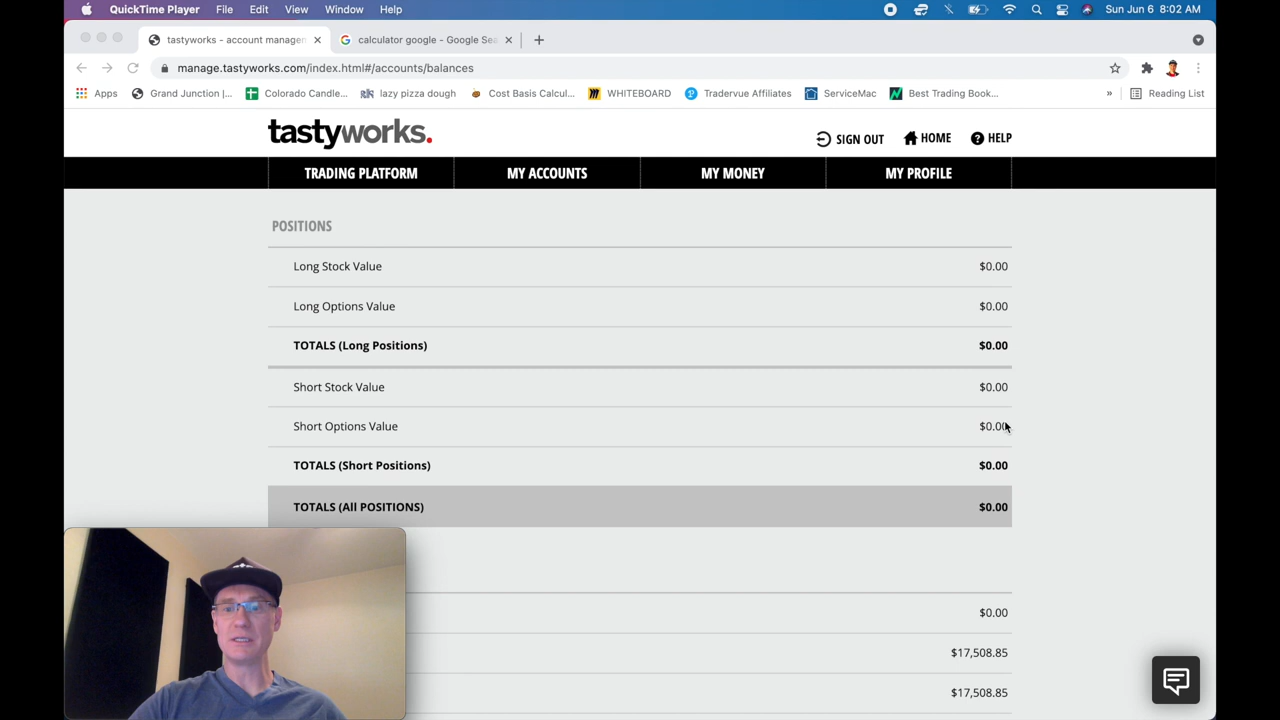 QuickTime Player File Edit View Window Help Sun Jun 6 8:02 AM
tastyworks - account manager calculator google - Google Sea
manage.tastyworks.com/index.html#/accounts/balances
Apps Grand Junction |... Colorado Candle... lazy pizza dough Cost Basis Calcul... WHITEBOARD Tradervue Affiliates ServiceMac Best Trading Book... » Reading List
tastyworks. SIGN OUT HOME HELP
TRADING PLATFORM MY ACCOUNTS MY MONEY MY PROFILE
POSITIONS
Long Stock Value $0.00
Long Options Value $0.00
TOTALS (Long Positions) $0.00
Short Stock Value $0.00
Short Options Value $0.00
TOTALS (Short Positions) $0.00
TOTALS (All POSITIONS) $0.00
$0.00
$17,508.85
$17,508.85